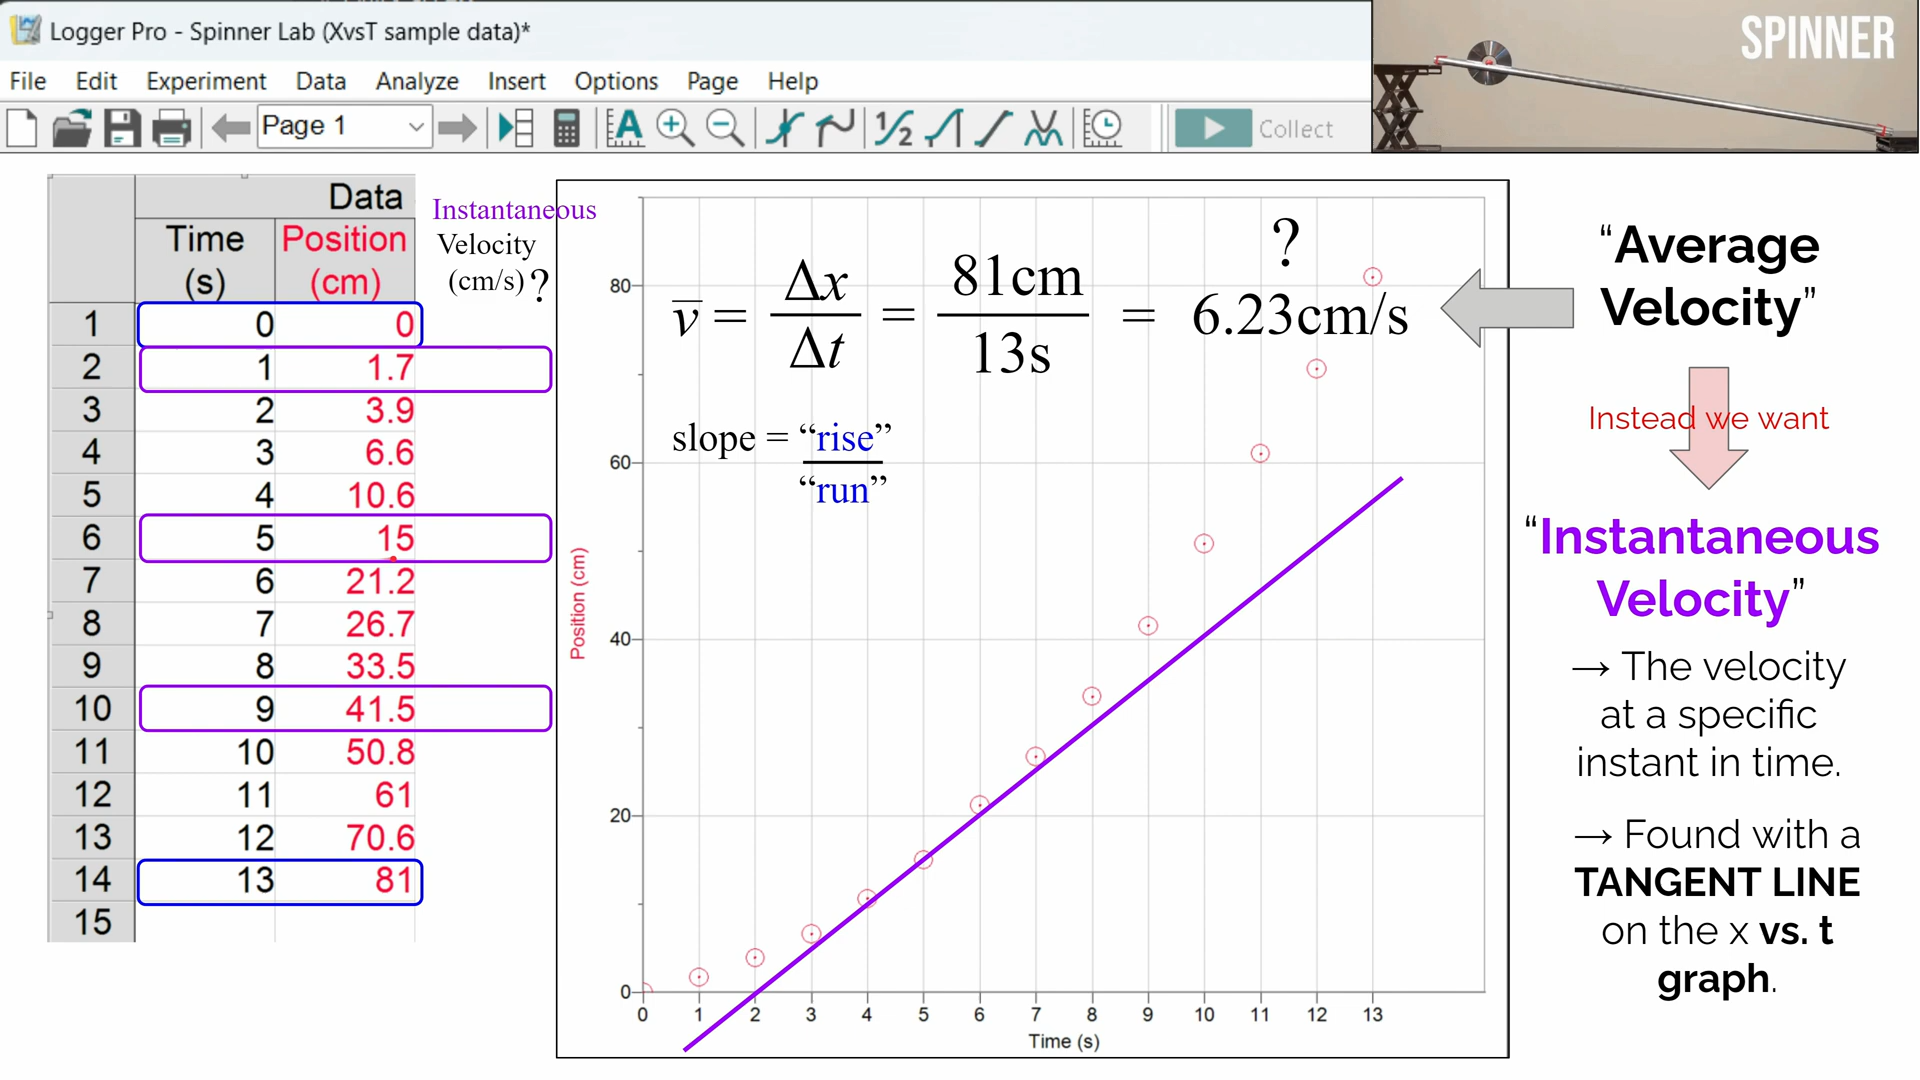 Logger Pro - Spinner Lab (XvsT sample data)*
File Edit Experiment Data Analyze Insert Options Page Help
Page 1
Collect
SPINNER
Data
Time (s) Position (cm)
Instantaneous
Velocity
(cm/s) ?
1 0 0
2 1 1.7
3 2 3.9
4 3 6.6
5 4 10.6
6 5 15
7 6 21.2
8 7 26.7
9 8 33.5
10 9 41.5
11 10 50.8
12 11 61
13 12 70.6
14 13 81
15
?
v̅ = Δx/Δt = 81cm/13s = 6.23cm/s
slope = “rise”
“run”
80
60
40
20
0
Position (cm)
0 1 2 3 4 5 6 7 8 9 10 11 12 13
Time (s)
“Average
Velocity”
Instead we want
“Instantaneous
Velocity”
→ The velocity
at a specific
instant in time.
→ Found with a
TANGENT LINE
on the x vs. t
graph.